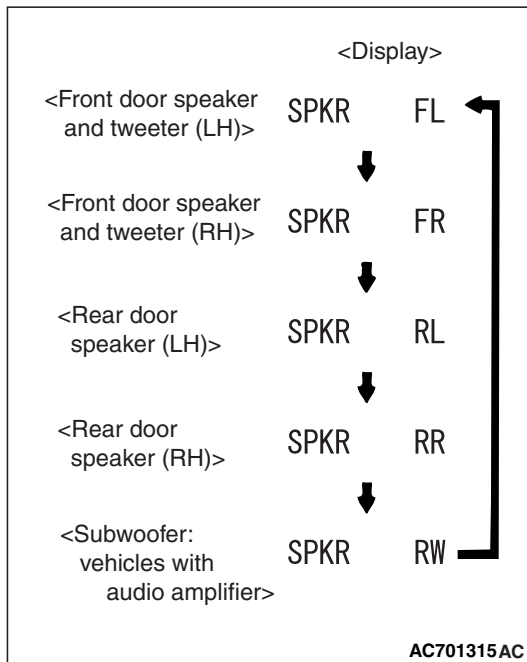 <Display>
<Front door speaker
and tweeter (LH)>
SPKR FL
<Front door speaker
and tweeter (RH)>
SPKR FR
<Rear door
speaker (LH)>
SPKR RL
<Rear door
speaker (RH)>
SPKR RR
<Subwoofer:
vehicles with
audio amplifier>
SPKR RW
AC701315AC